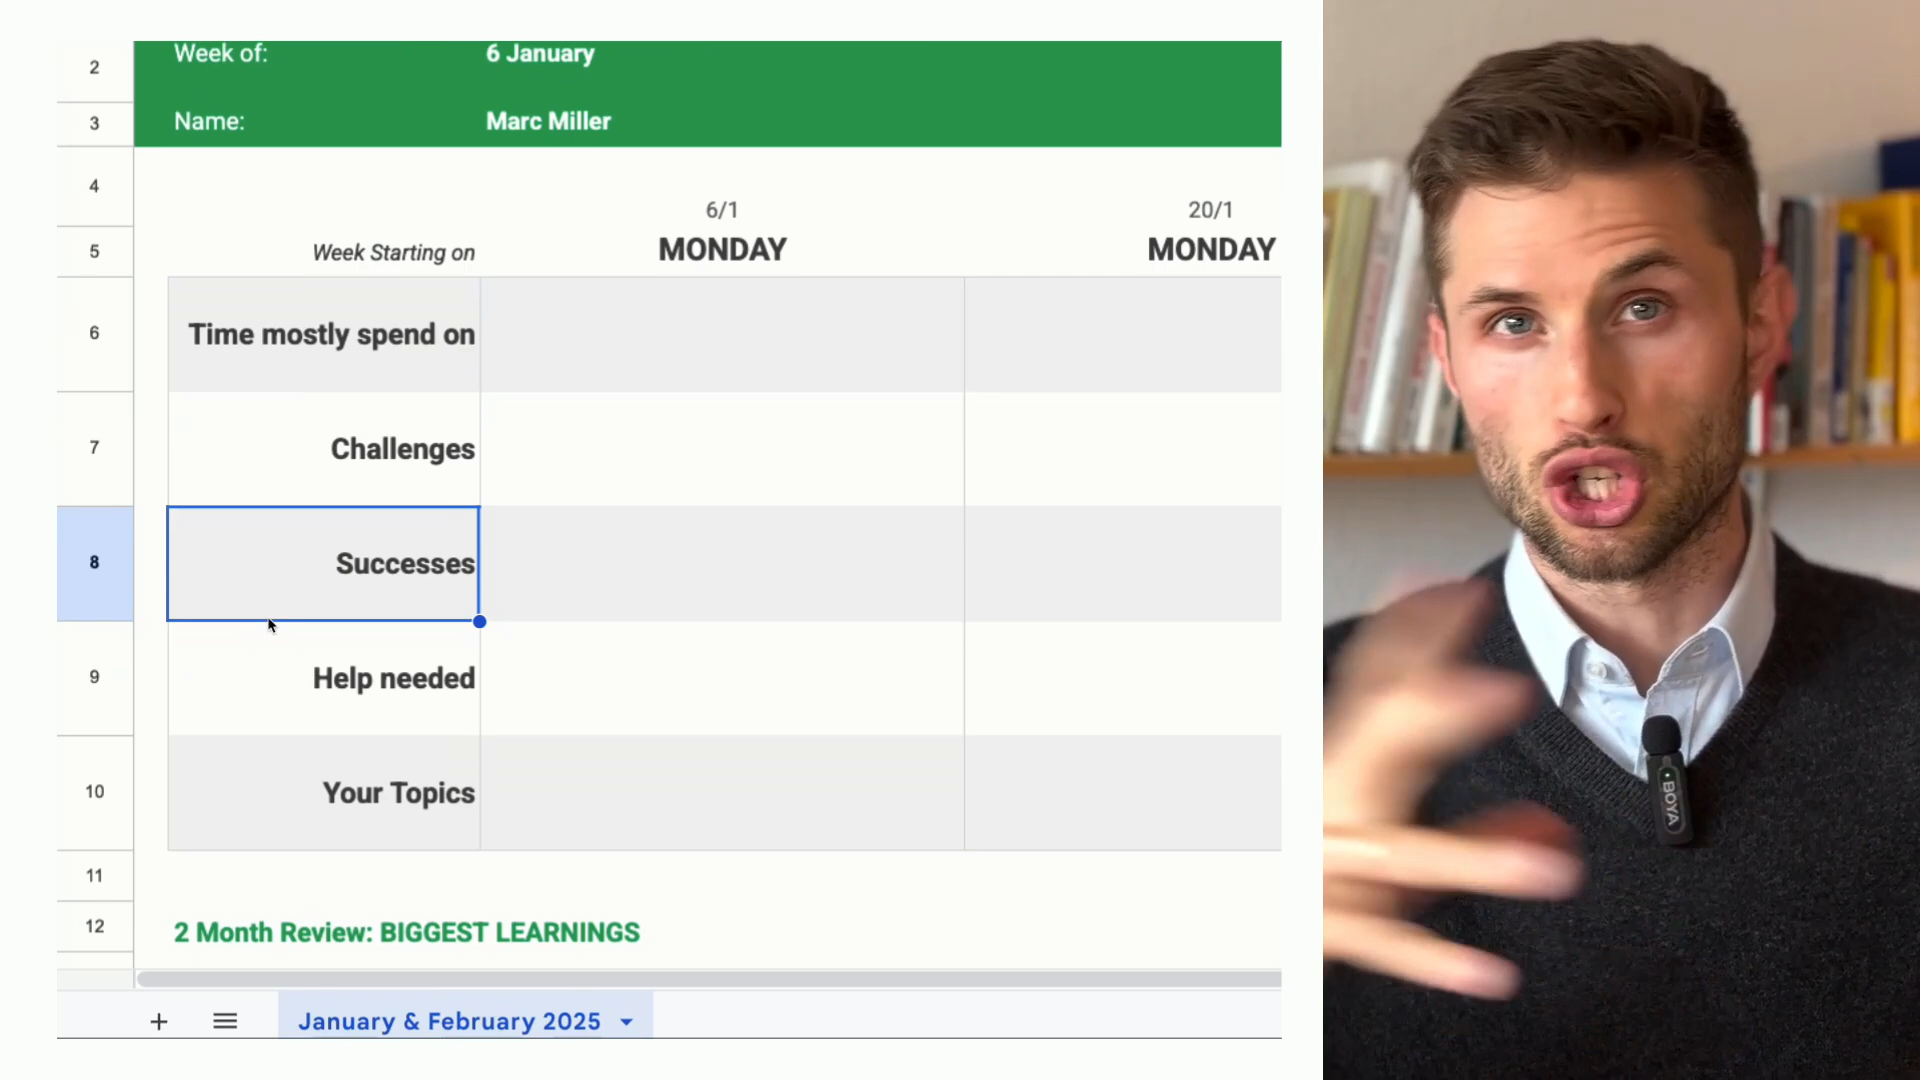 2
Week of: 6 January
3
Name: Marc Miller
4
6/1 20/1
5
Week Starting on MONDAY MONDAY
6
Time mostly spend on
7
Challenges
8
Successes
9
Help needed
10
Your Topics
11
12
2 Month Review: BIGGEST LEARNINGS
+
January & February 2025
BOYA